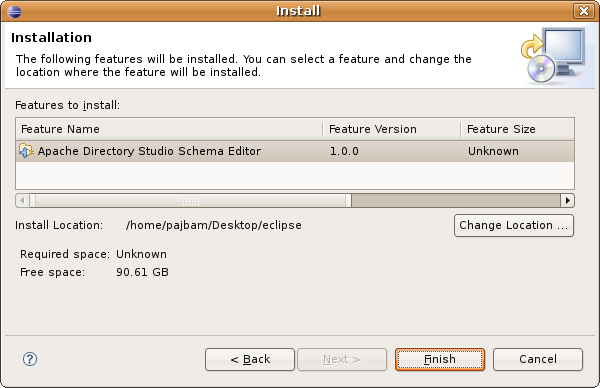 Install
Installation
The following features will be installed. You can select a feature and change the
location where the feature will be installed.
Features to install:
Feature Name Feature Version Feature Size
Apache Directory Studio Schema Editor 1.0.0 Unknown
Install Location: /home/pajbam/Desktop/eclipse Change Location ...
Required space: Unknown
Free space: 90.61 GB
? < Back Next > Finish Cancel